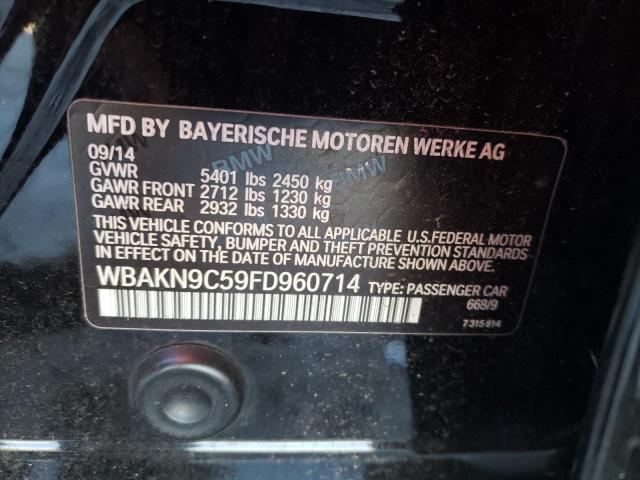 MFD BY BAYERISCHE MOTOREN WERKE AG
09/14
GVWR 5401 lbs 2450 kg
GAWR FRONT 2712 lbs 1230 kg
GAWR REAR 2932 lbs 1330 kg
THIS VEHICLE CONFORMS TO ALL APPLICABLE U.S.FEDERAL MOTOR
VEHICLE SAFETY, BUMPER AND THEFT PREVENTION STANDARDS
IN EFFECT ON THE DATE OF MANUFACTURE SHOWN ABOVE.
WBAKN9C59FD960714 TYPE: PASSENGER CAR
668/9
7315814
BMW
BMW